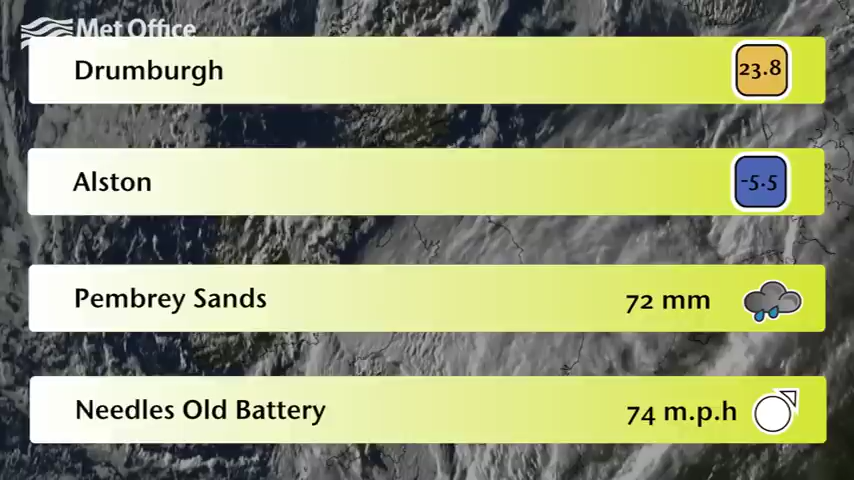 Met Office
Drumburgh
23.8
Alston
-5.5
Pembrey Sands
72 mm
Needles Old Battery
74 m.p.h